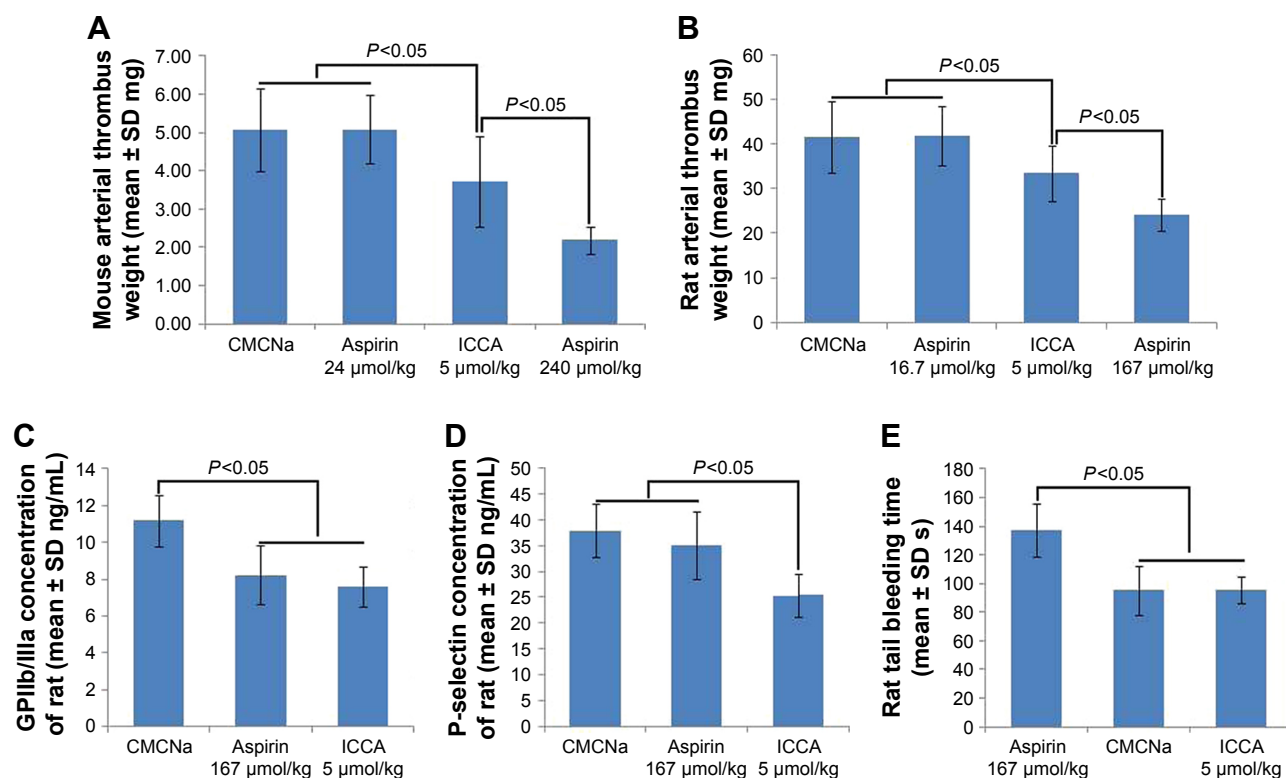 A
Mouse arterial thrombus
weight (mean ± SD mg)
7.00
6.00
5.00
4.00
3.00
2.00
1.00
0.00
P<0.05
P<0.05
CMCNa
Aspirin
24 µmol/kg
ICCA
5 µmol/kg
Aspirin
240 µmol/kg
B
Rat arterial thrombus
weight (mean ± SD mg)
60
50
40
30
20
10
0
P<0.05
P<0.05
CMCNa
Aspirin
16.7 µmol/kg
ICCA
5 µmol/kg
Aspirin
167 µmol/kg
C
GPIIb/IIIa concentration
of rat (mean ± SD ng/mL)
14
12
10
8
6
4
2
0
P<0.05
CMCNa
Aspirin
167 µmol/kg
ICCA
5 µmol/kg
D
P-selectin concentration
of rat (mean ± SD ng/mL)
50
45
40
35
30
25
20
15
10
5
0
P<0.05
CMCNa
Aspirin
167 µmol/kg
ICCA
5 µmol/kg
E
Rat tail bleeding time
(mean ± SD s)
180
160
140
120
100
80
60
40
20
0
P<0.05
Aspirin
167 µmol/kg
CMCNa
ICCA
5 µmol/kg